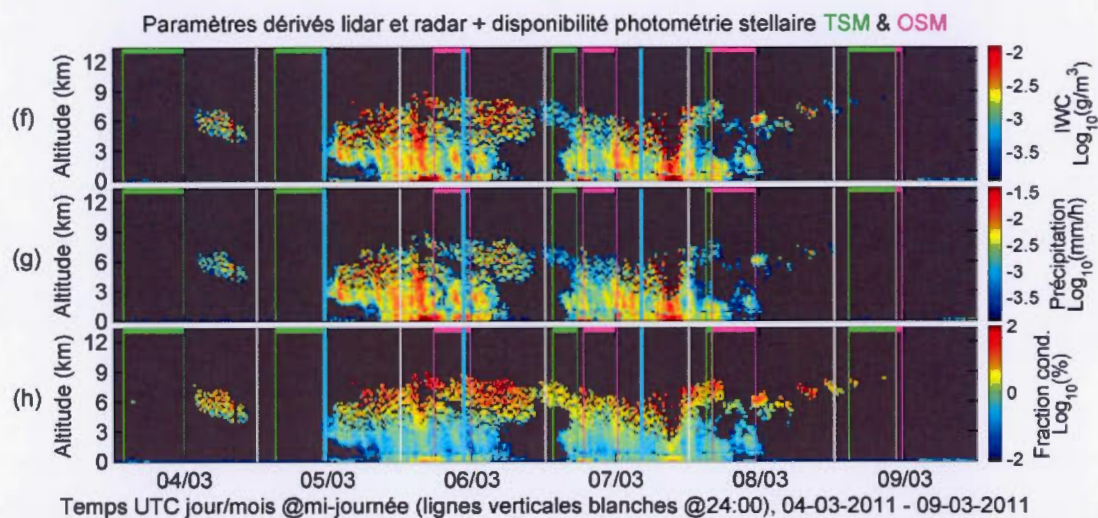 Paramètres dérivés lidar et radar + disponibilité photométrie stellaire TSM & OSM
(f)
Altitude (km)
12
9
6
3
0
-2
-2.5
-3
-3.5
IWC
Log10(g/m³)
(g)
Altitude (km)
12
9
6
3
0
-1.5
-2
-2.5
-3
-3.5
Précipitation
Log10(mm/h)
(h)
Altitude (km)
12
9
6
3
0
2
0
-2
Fraction cond.
Log10(%)
04/03 05/03 06/03 07/03 08/03 09/03
Temps UTC jour/mois @mi-journée (lignes verticales blanches @24:00), 04-03-2011 - 09-03-2011